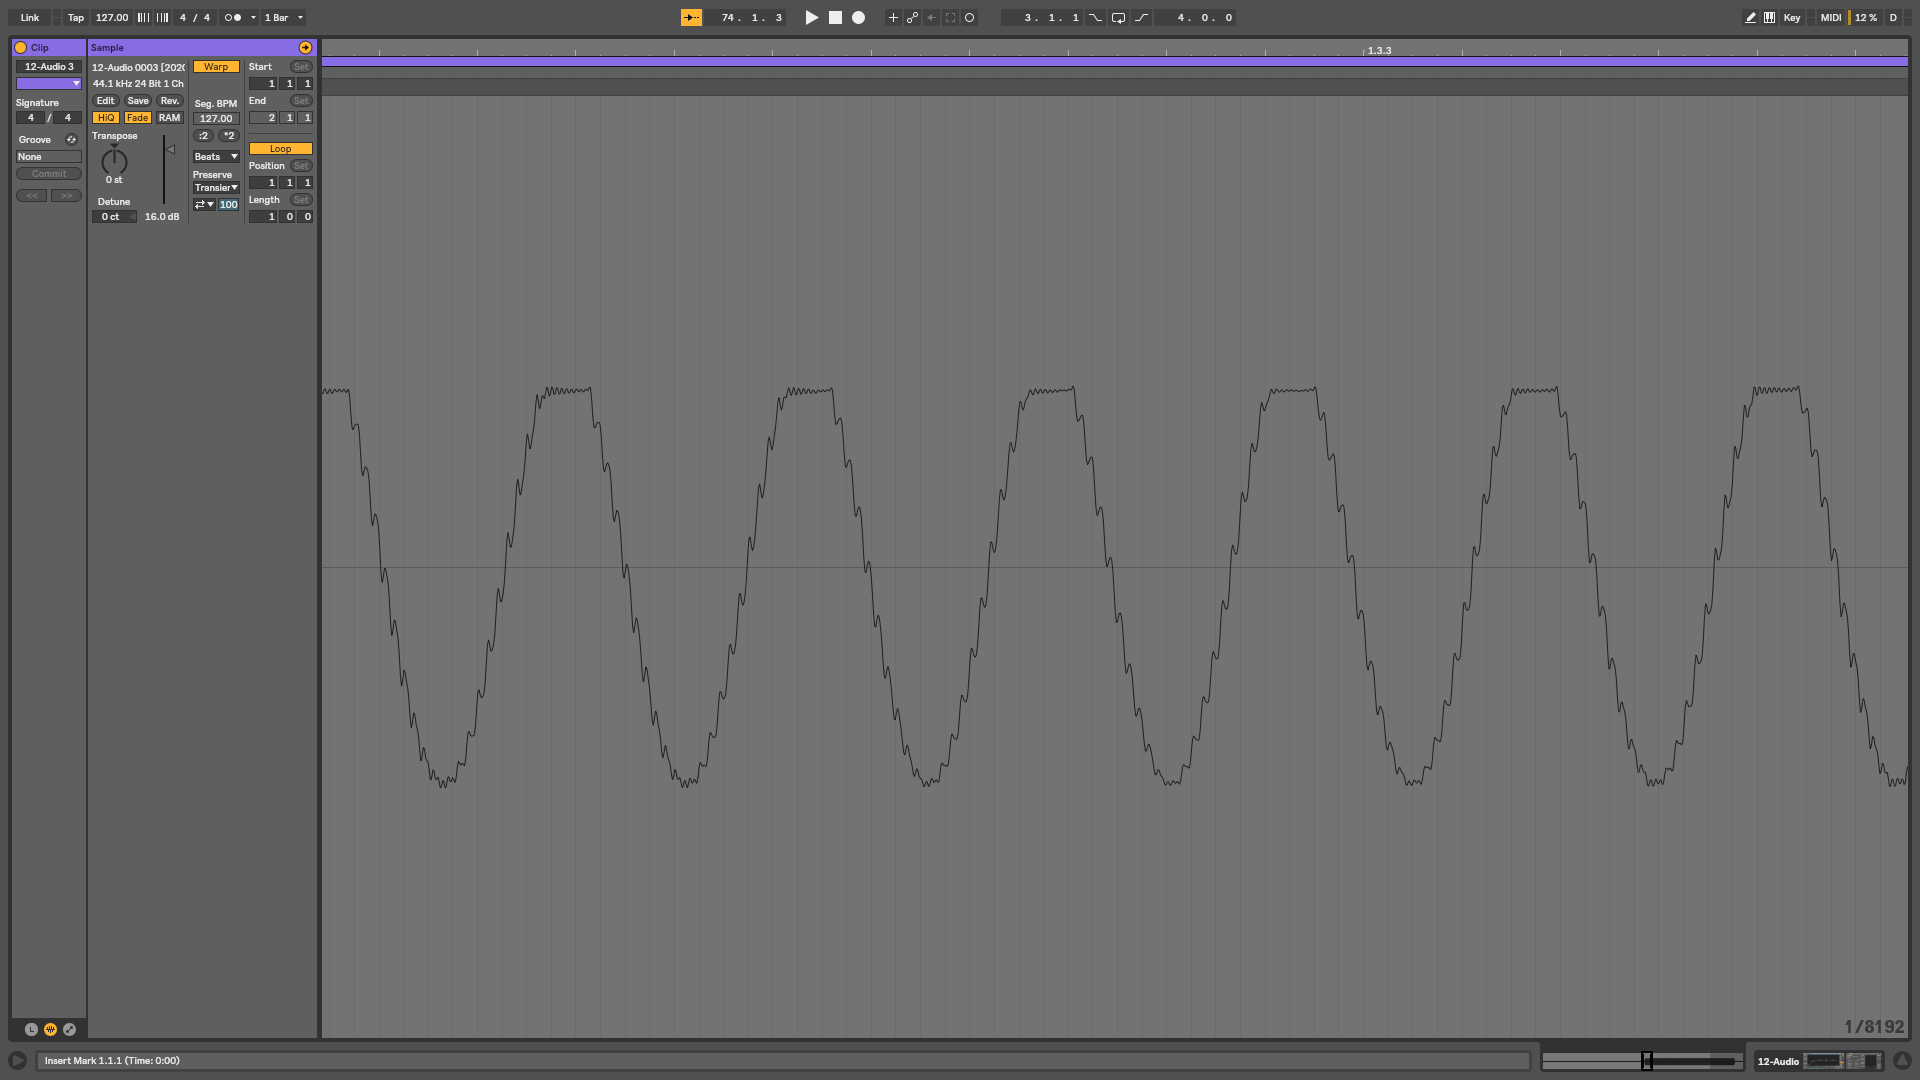 Link Tap 127.00 4 / 4 1 Bar 74. 1. 3 3. 1. 1 4. 0. 0 Key MIDI 12 % D
Clip
12-Audio 3
Signature
4 / 4
Groove
None
Commit
<< >>
Sample
12-Audio 0003 [202
44.1 kHz 24 Bit 1 Ch
Edit Save Rev.
HiQ Fade RAM
Transpose
0 st
Detune
0 ct 16.0 dB
Warp
Seg. BPM
127.00
:2 *2
Beats
Preserve
Transier
100
Start Set
1 1 1
End Set
2 1 1
Loop
Position Set
1 1 1
Length Set
1 0 0
1.3.3
1/8192
L
Insert Mark 1.1.1 (Time: 0:00)
12-Audio